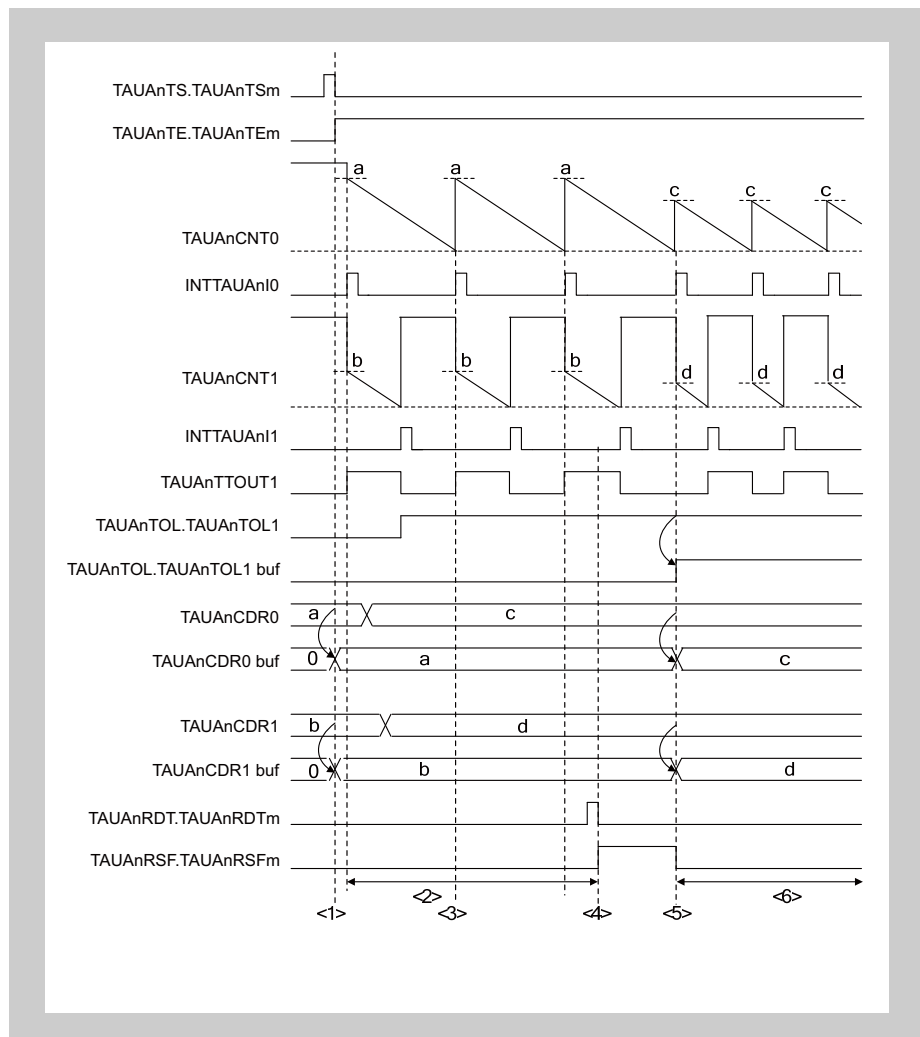 TAUAnTS.TAUAnTSm
TAUAnTE.TAUAnTEm
a a a
c c c
TAUAnCNT0
INTTAUAnI0
b b b
d d d
TAUAnCNT1
INTTAUAnI1
TAUAnTTOUT1
TAUAnTOL.TAUAnTOL1
TAUAnTOL.TAUAnTOL1 buf
TAUAnCDR0 a c
TAUAnCDR0 buf 0 a c
TAUAnCDR1 b d
TAUAnCDR1 buf 0 b d
TAUAnRDT.TAUAnRDTm
TAUAnRSF.TAUAnRSFm
<2> <6>
<1> <3> <4> <5>